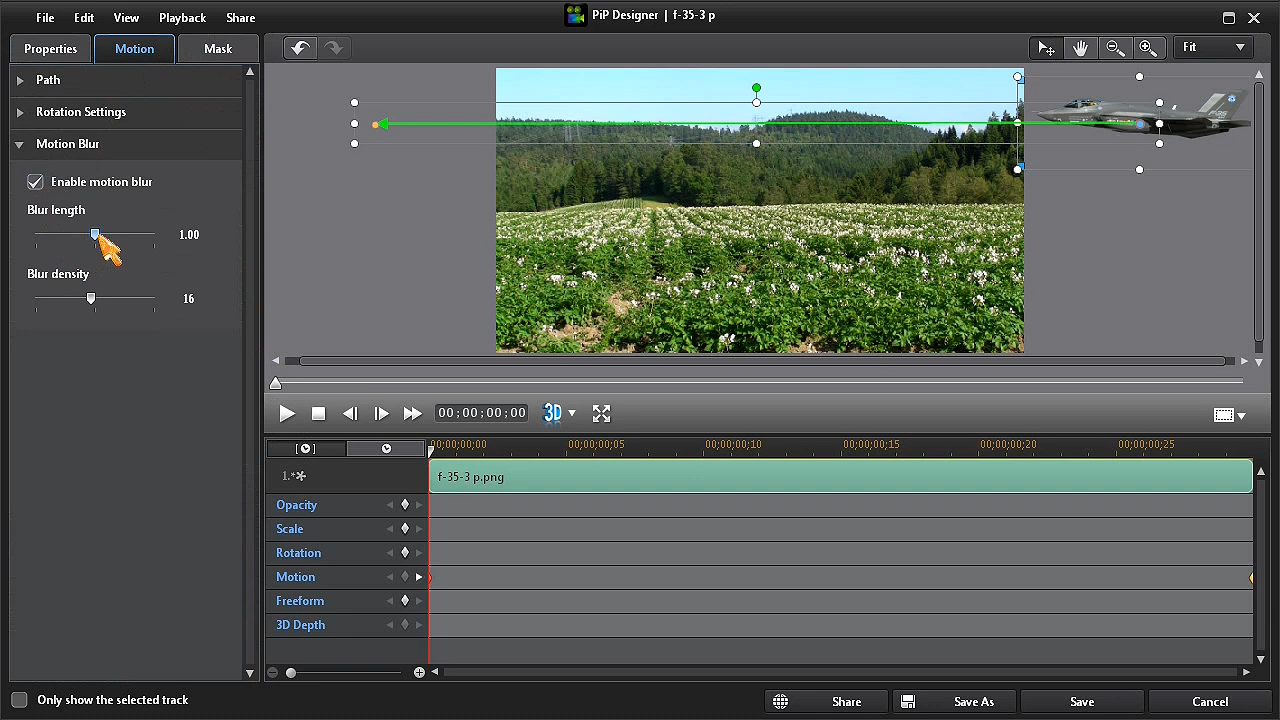 File Edit View Playback Share
PiP Designer | f-35-3 p
Properties Motion Mask
Fit
Path
Rotation Settings
Motion Blur
Enable motion blur
Blur length
1.00
Blur density
16
00;00;00;00 3D
00;00;00;00 00;00;00;05 00;00;00;10 00;00;00;15 00;00;00;20 00;00;00;25
1.*
f-35-3 p.png
Opacity
Scale
Rotation
Motion
Freeform
3D Depth
Only show the selected track
Share Save As Save Cancel